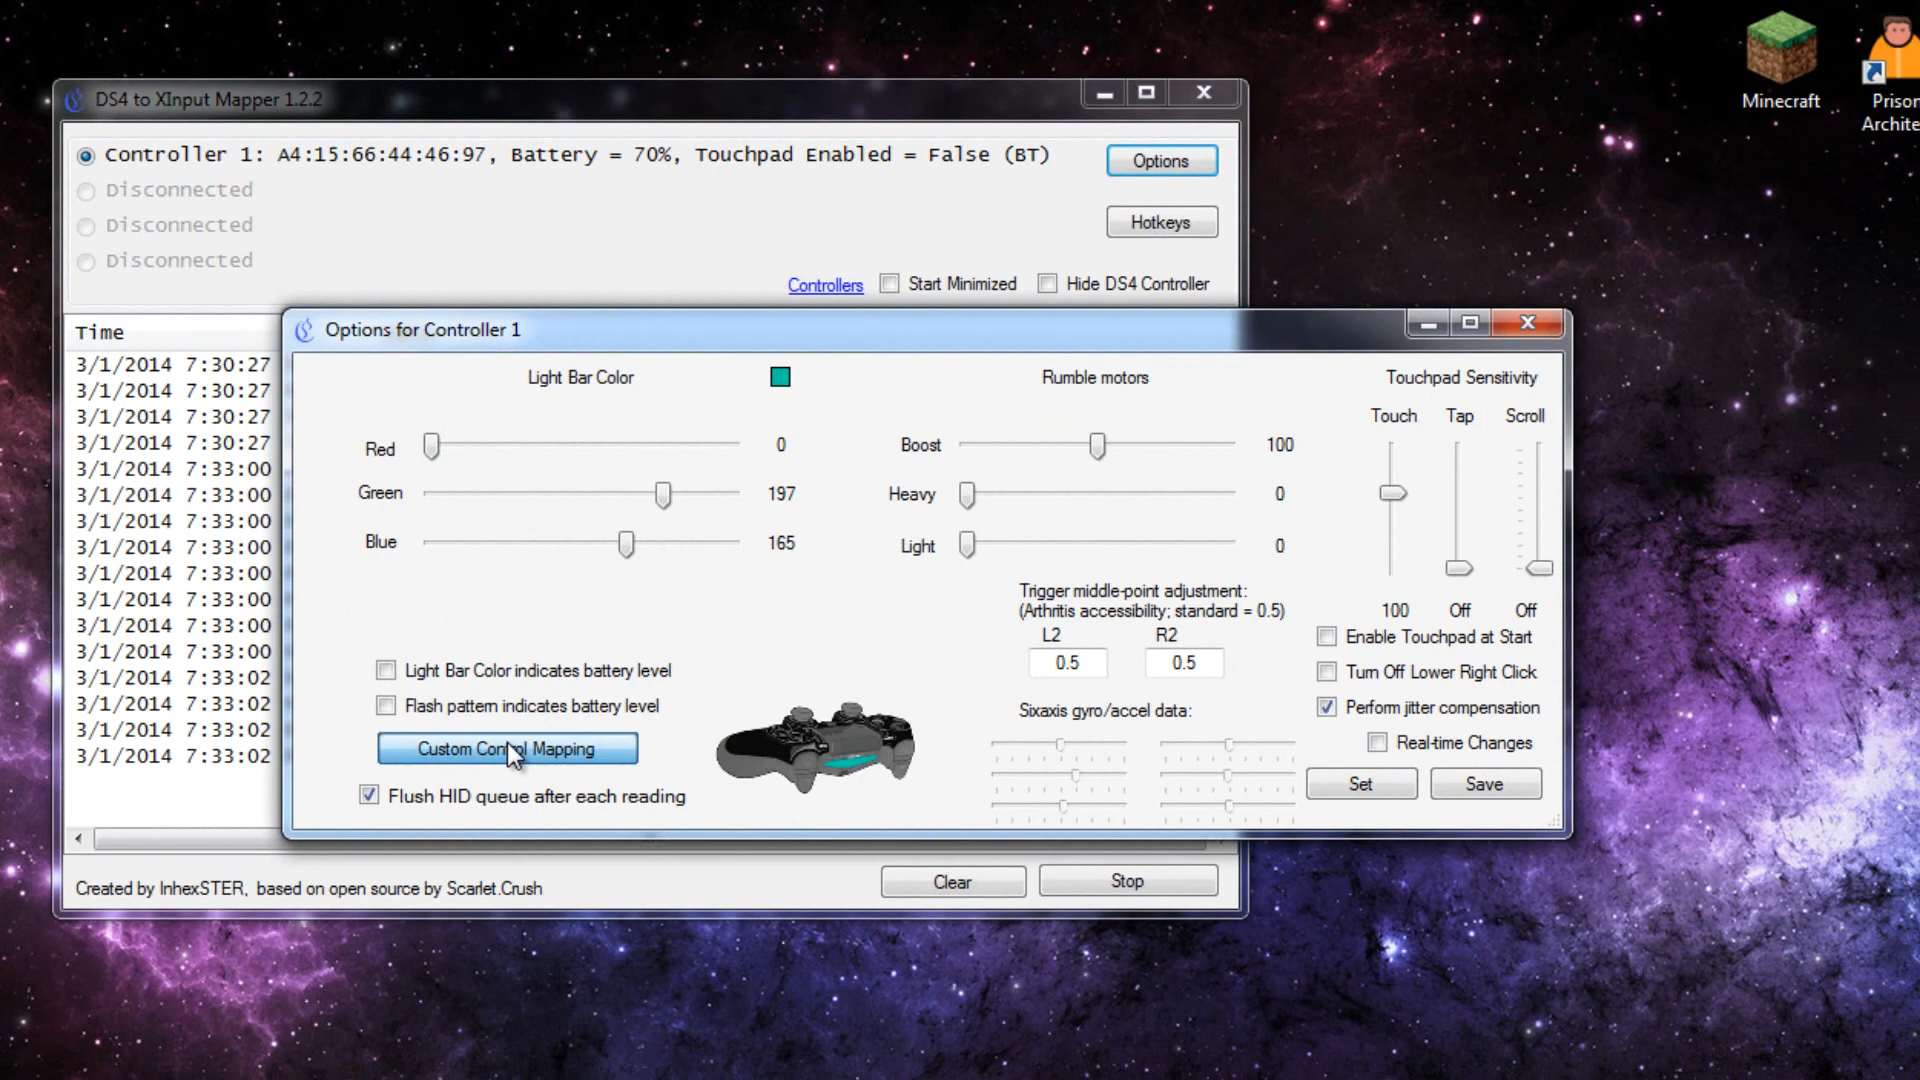 Minecraft
Prison
Archite
DS4 to XInput Mapper 1.2.2
Controller 1: A4:15:66:44:46:97, Battery = 70%, Touchpad Enabled = False (BT)
Options
Disconnected
Disconnected
Hotkeys
Disconnected
Controllers
Start Minimized
Hide DS4 Controller
Time
3/1/2014 7:30:27
3/1/2014 7:30:27
3/1/2014 7:30:27
3/1/2014 7:30:27
3/1/2014 7:33:00
3/1/2014 7:33:00
3/1/2014 7:33:00
3/1/2014 7:33:00
3/1/2014 7:33:00
3/1/2014 7:33:00
3/1/2014 7:33:00
3/1/2014 7:33:00
3/1/2014 7:33:02
3/1/2014 7:33:02
3/1/2014 7:33:02
3/1/2014 7:33:02
Options for Controller 1
Light Bar Color
Red 0
Green 197
Blue 165
Light Bar Color indicates battery level
Flash pattern indicates battery level
Custom Control Mapping
Flush HID queue after each reading
Rumble motors
Boost 100
Heavy 0
Light 0
Trigger middle-point adjustment:
(Arthritis accessibility; standard = 0.5)
L2 R2
0.5 0.5
Sixaxis gyro/accel data:
Touchpad Sensitivity
Touch Tap Scroll
100 Off Off
Enable Touchpad at Start
Turn Off Lower Right Click
Perform jitter compensation
Real-time Changes
Set Save
Created by InhexSTER, based on open source by Scarlet.Crush
Clear
Stop